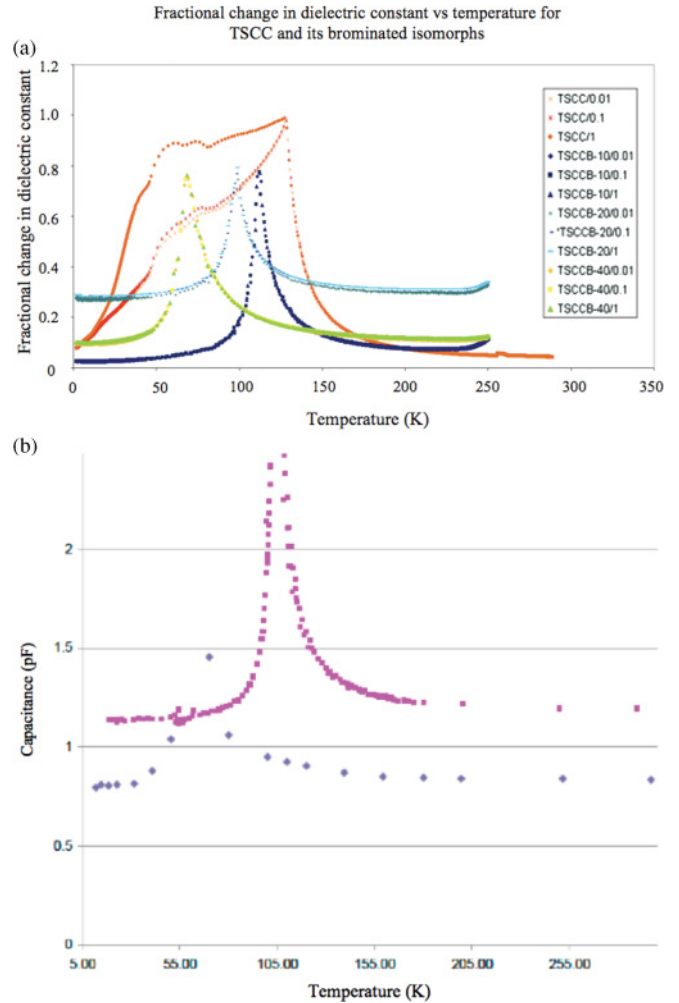 Fractional change in dielectric constant vs temperature for
TSCC and its brominated isomorphs
(a)
Fractional change in dielectric constant
1.2
1.0
0.8
0.6
0.4
0.2
0
0
50
100
150
200
250
300
350
Temperature (K)
TSCC/0.01
TSCC/0.1
TSCC/1
TSCCB-10/0.01
TSCCB-10/0.1
TSCCB-10/1
TSCCB-20/0.01
'TSCCB-20/0.1
TSCCB-20/1
TSCCB-40/0.01
TSCCB-40/0.1
TSCCB-40/1
(b)
Capacitance (pF)
2
1.5
1
0.5
0
5.00
55.00
105.00
155.00
205.00
255.00
Temperature (K)